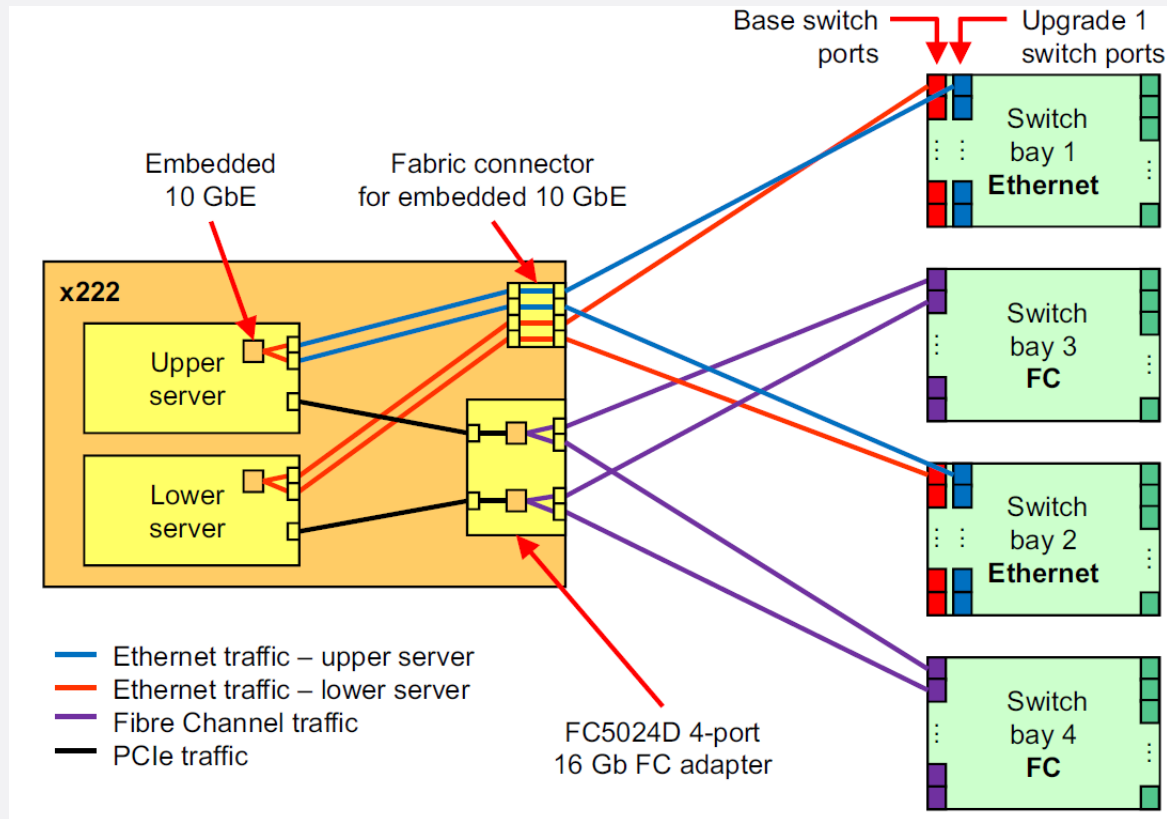 Base switch
ports
Upgrade 1
switch ports
Embedded
10 GbE
Fabric connector
for embedded 10 GbE
Switch
bay 1
Ethernet
x222
Upper
server
Lower
server
Switch
bay 3
FC
Switch
bay 2
Ethernet
Switch
bay 4
FC
Ethernet traffic – upper server
Ethernet traffic – lower server
Fibre Channel traffic
PCIe traffic
FC5024D 4-port
16 Gb FC adapter